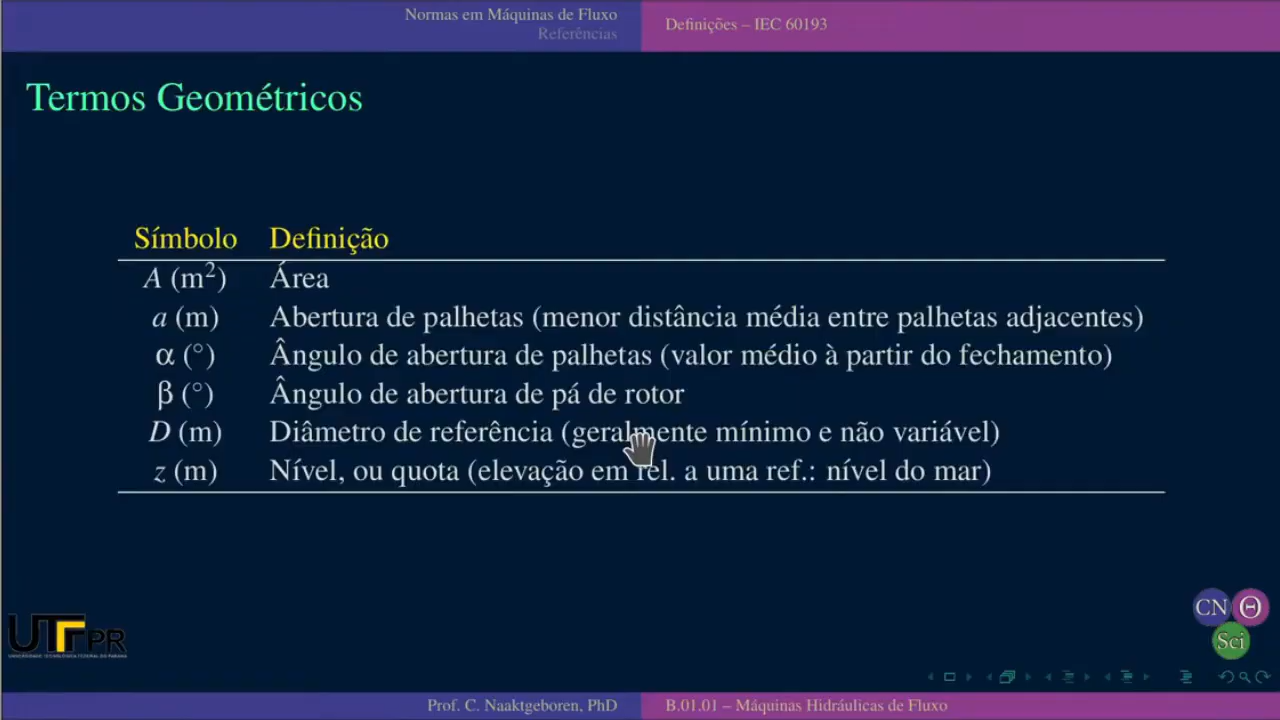 Normas em Máquinas de Fluxo
Referências
Definições – IEC 60193
Termos Geométricos
Símbolo Definição
A (m²) Área
a (m) Abertura de palhetas (menor distância média entre palhetas adjacentes)
α (°) Ângulo de abertura de palhetas (valor médio à partir do fechamento)
β (°) Ângulo de abertura de pá de rotor
D (m) Diâmetro de referência (geralmente mínimo e não variável)
z (m) Nível, ou quota (elevação em rel. a uma ref.: nível do mar)
UTFPR
CN Θ
Sci
Prof. C. Naaktgeboren, PhD
B.01.01 – Máquinas Hidráulicas de Fluxo